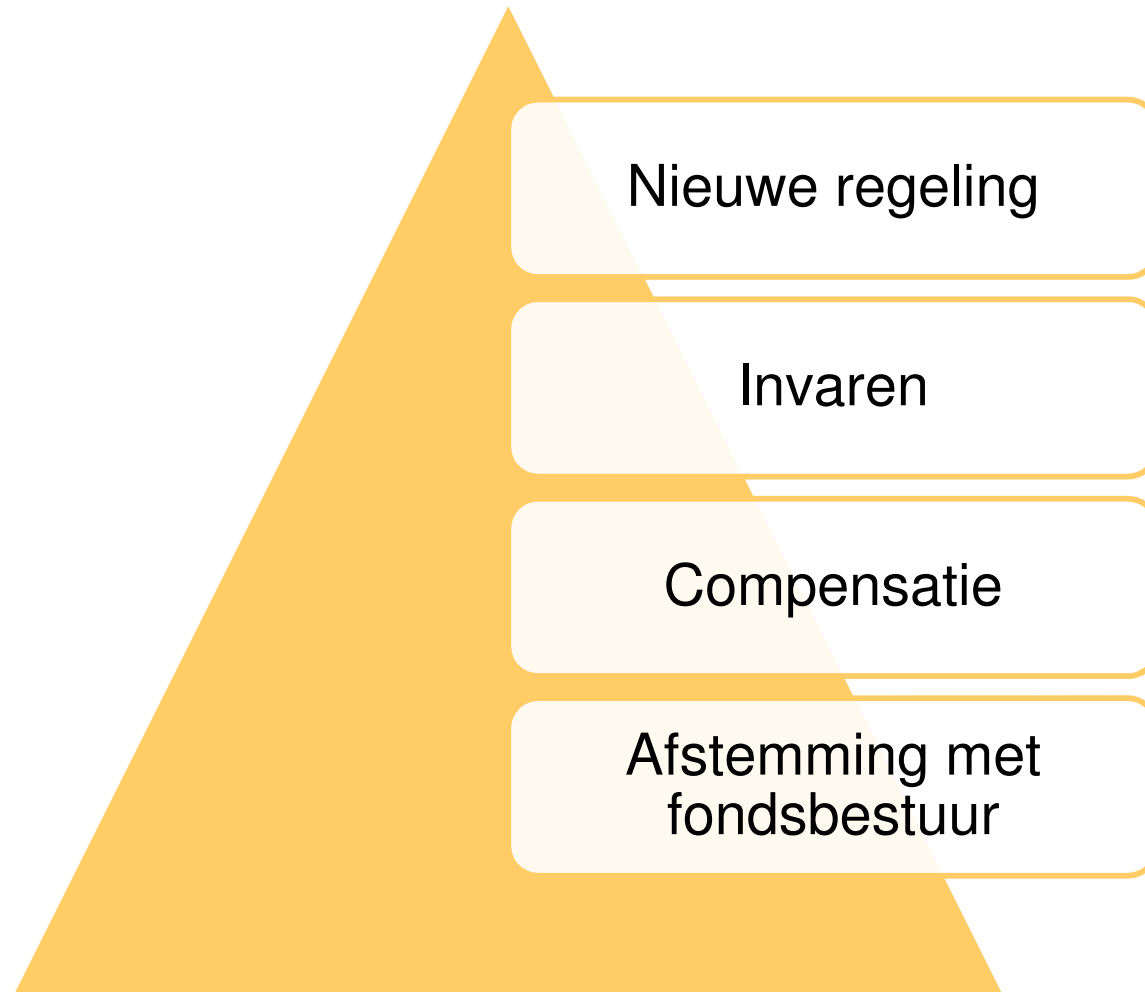 Nieuwe regeling
Invaren
Compensatie
Afstemming met
fondsbestuur